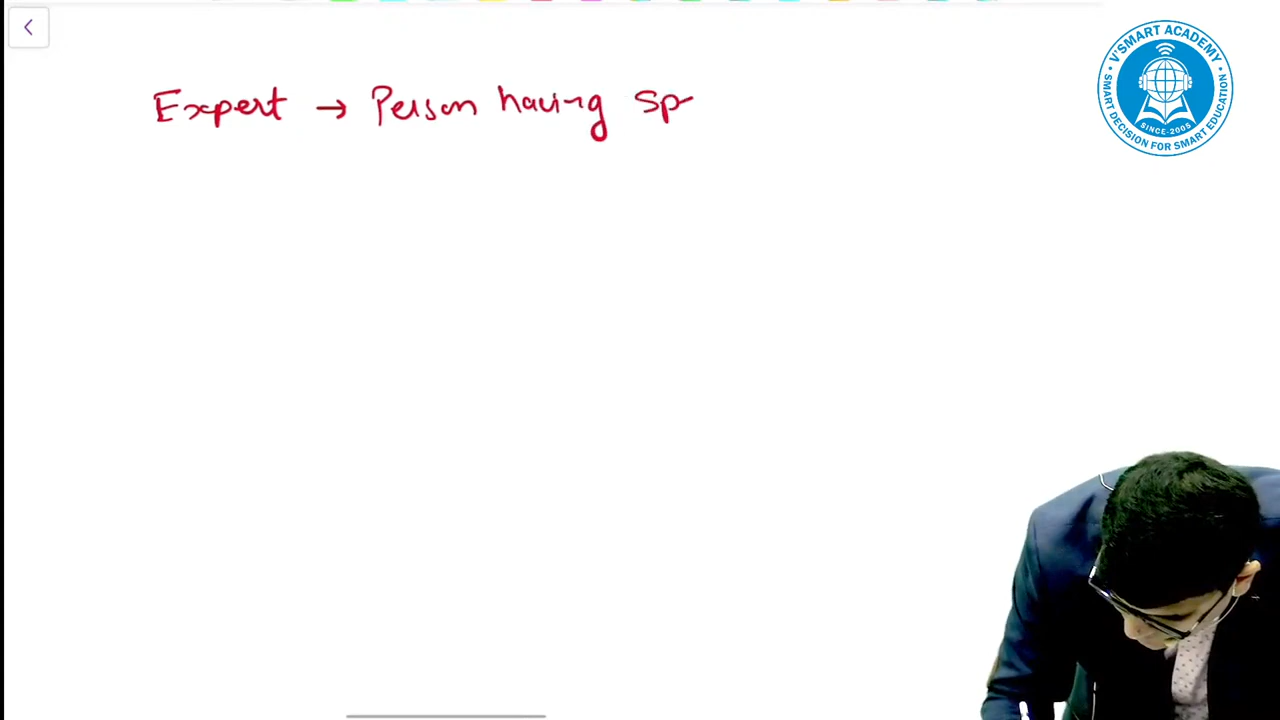 Expert → Person having sp
V'SMART ACADEMY
SINCE-2005
SMART DECISION FOR SMART EDUCATION